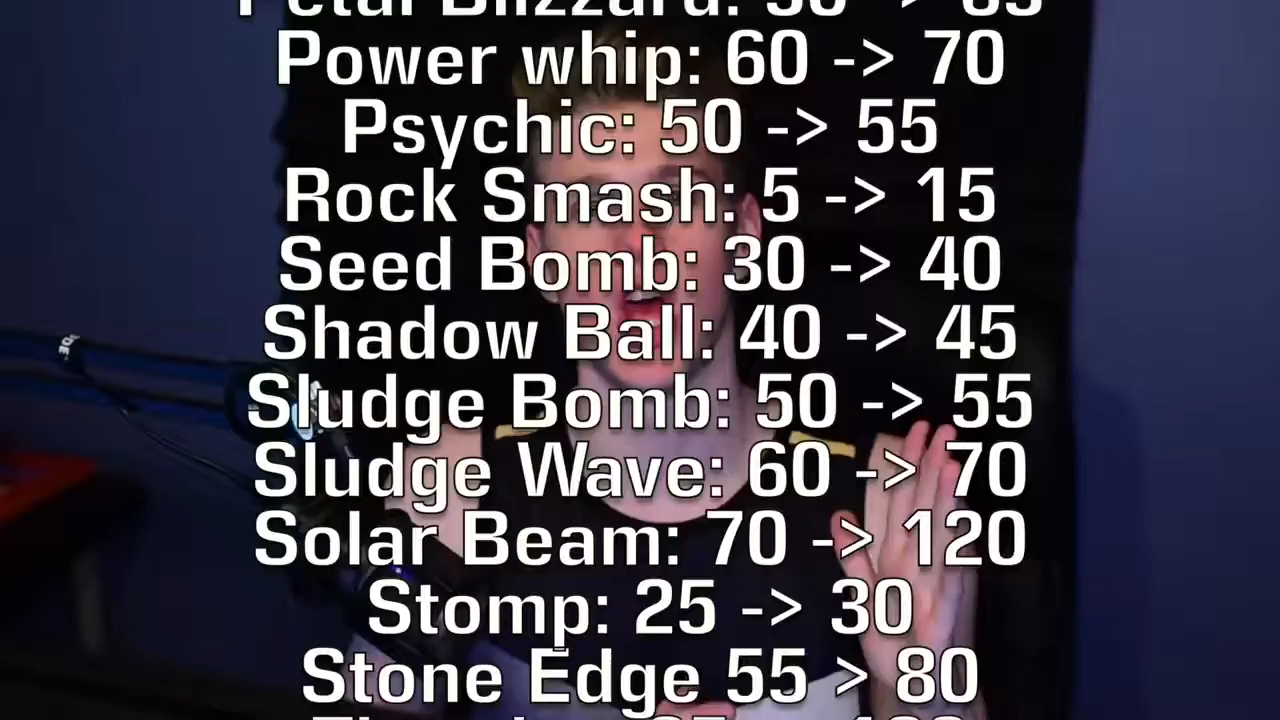 Petal Blizzard:
Power whip: 60 -> 70
Psychic: 50 -> 55
Rock Smash: 5 -> 15
Seed Bomb: 30 -> 40
Shadow Ball: 40 -> 45
Sludge Bomb: 50 -> 55
Sludge Wave: 60 -> 70
Solar Beam: 70 -> 120
Stomp: 25 -> 30
Stone Edge 55 > 80